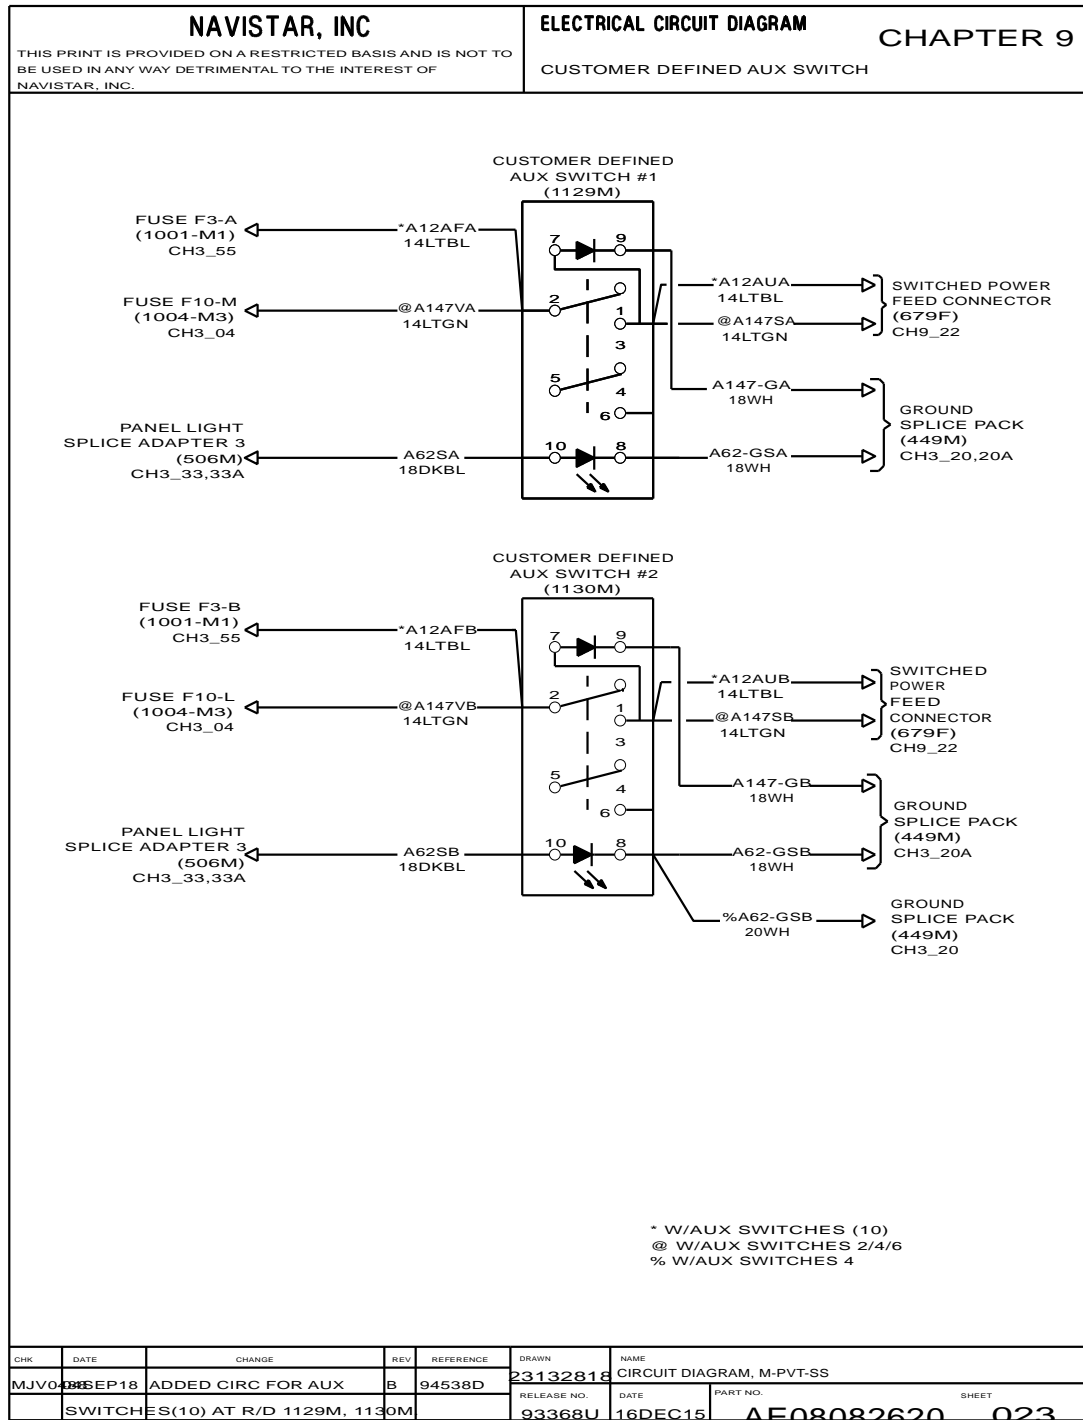 NAVISTAR, INC
THIS PRINT IS PROVIDED ON A RESTRICTED BASIS AND IS NOT TO
BE USED IN ANY WAY DETRIMENTAL TO THE INTEREST OF
NAVISTAR, INC.
ELECTRICAL CIRCUIT DIAGRAM
CHAPTER 9
CUSTOMER DEFINED AUX SWITCH
CUSTOMER DEFINED
AUX SWITCH #1
(1129M)
FUSE F3-A
(1001-M1)
CH3_55
*A12AFA
14LTBL
FUSE F10-M
(1004-M3)
CH3_04
@A147VA
14LTGN
PANEL LIGHT
SPLICE ADAPTER 3
(506M)
CH3_33,33A
A62SA
18DKBL
7
9
2
1
3
5
4
6
10
8
*A12AUA
14LTBL
@A147SA
14LTGN
SWITCHED POWER
FEED CONNECTOR
(679F)
CH9_22
A147-GA
18WH
A62-GSA
18WH
GROUND
SPLICE PACK
(449M)
CH3_20,20A
CUSTOMER DEFINED
AUX SWITCH #2
(1130M)
FUSE F3-B
(1001-M1)
CH3_55
*A12AFB
14LTBL
FUSE F10-L
(1004-M3)
CH3_04
@A147VB
14LTGN
PANEL LIGHT
SPLICE ADAPTER 3
(506M)
CH3_33,33A
A62SB
18DKBL
7
9
2
1
3
5
4
6
10
8
*A12AUB
14LTBL
@A147SB
14LTGN
SWITCHED
POWER
FEED
CONNECTOR
(679F)
CH9_22
A147-GB
18WH
A62-GSB
18WH
GROUND
SPLICE PACK
(449M)
CH3_20A
%A62-GSB
20WH
GROUND
SPLICE PACK
(449M)
CH3_20
* W/AUX SWITCHES (10)
@ W/AUX SWITCHES 2/4/6
% W/AUX SWITCHES 4
CHK DATE CHANGE REV REFERENCE
ADDED CIRC FOR AUX B 94538D
SWITCHES(10) AT R/D 1129M, 1130M
DRAWN
23132818
NAME
CIRCUIT DIAGRAM, M-PVT-SS
RELEASE NO.
93368U
DATE
16DEC15
PART NO.
AE08082620
SHEET
023